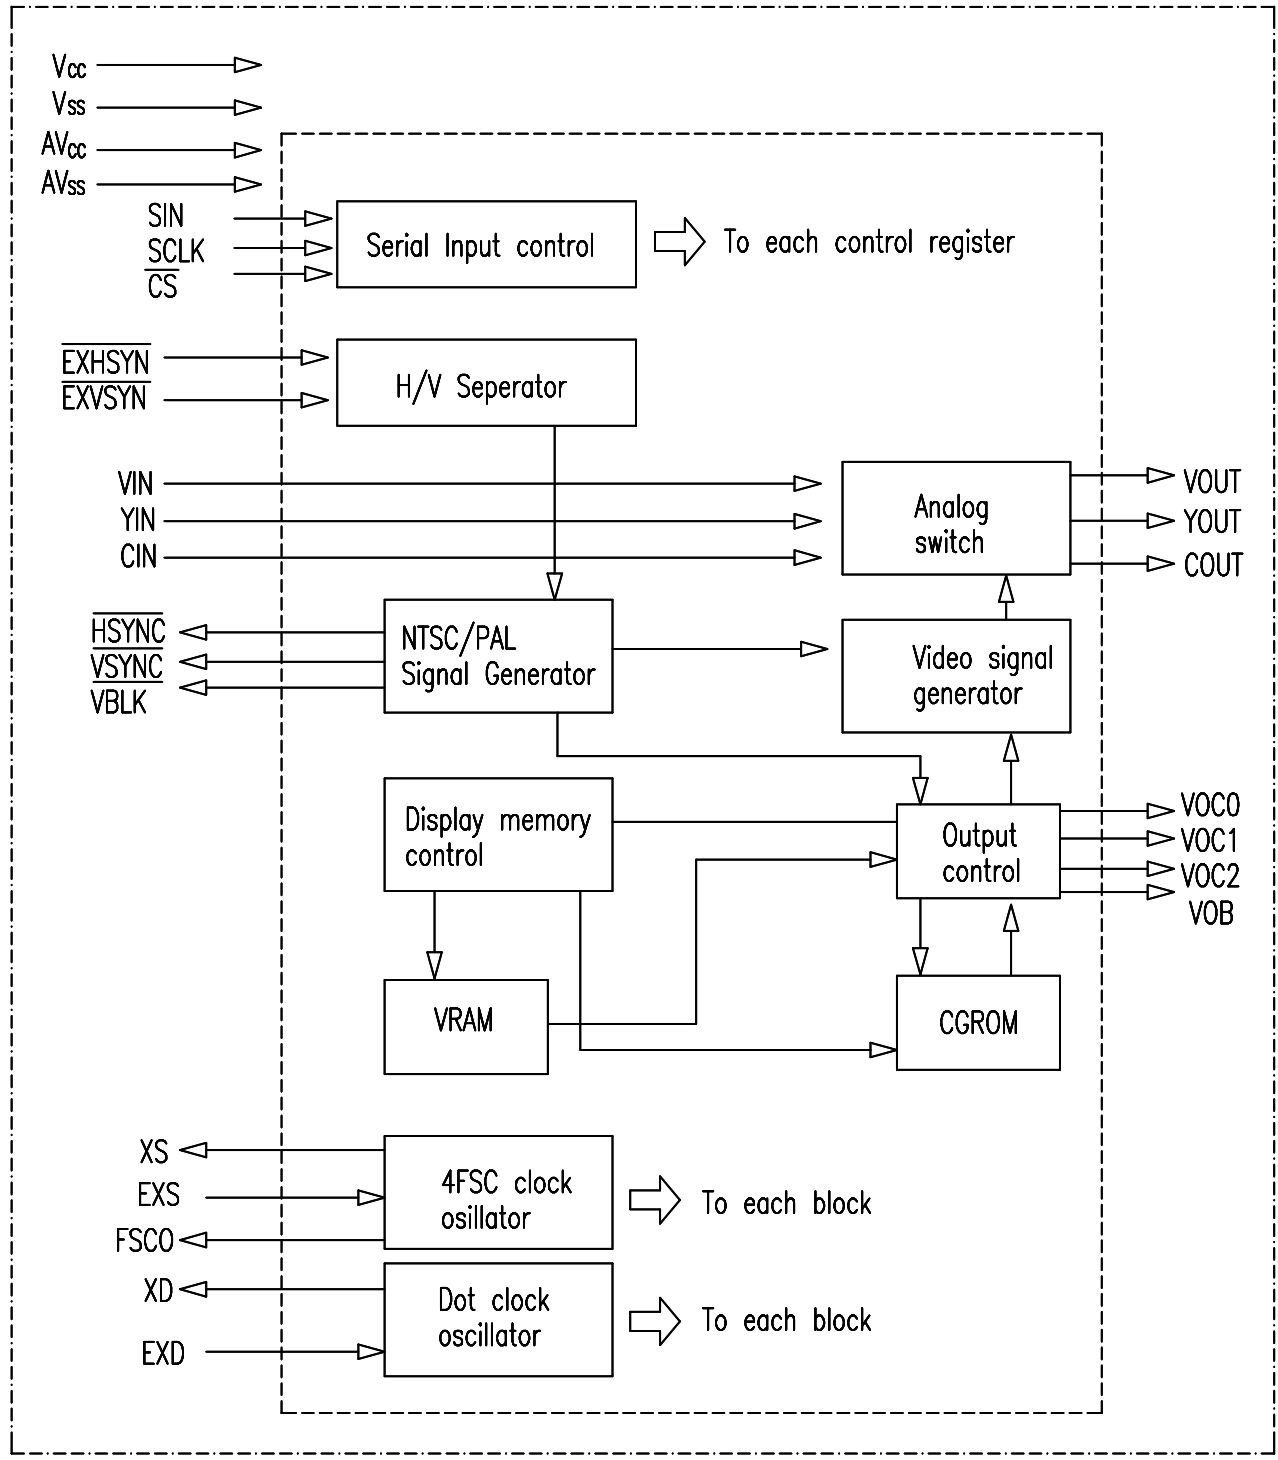 Vcc
Vss
AVcc
AVss
SIN
SCLK
CS
Serial Input control
To each control register
EXHSYN
EXVSYN
H/V Seperator
VIN
YIN
CIN
Analog
switch
VOUT
YOUT
COUT
HSYNC
VSYNC
VBLK
NTSC/PAL
Signal Generator
Video signal
generator
Display memory
control
Output
control
VOC0
VOC1
VOC2
VOB
VRAM
CGROM
XS
EXS
FSCO
4FSC clock
osillator
To each block
XD
EXD
Dot clock
oscillator
To each block